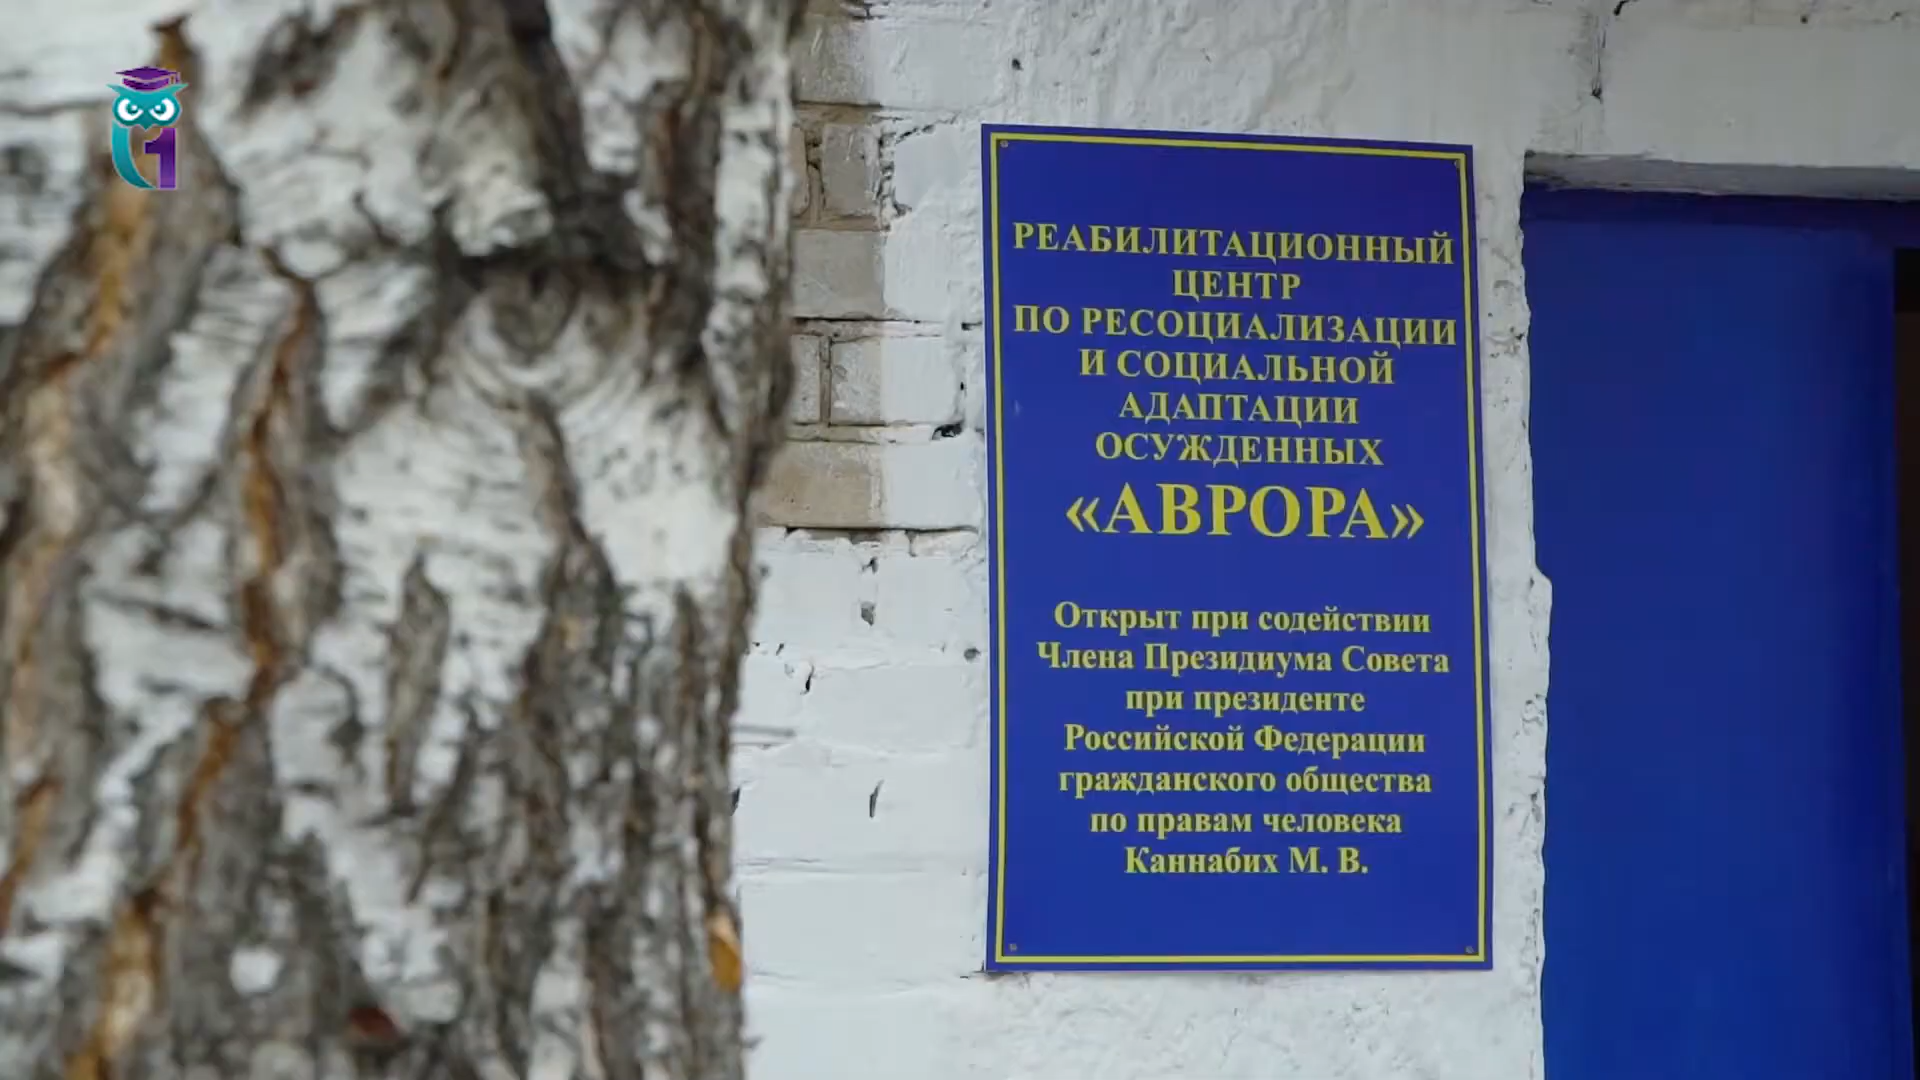 РЕАБИЛИТАЦИОННЫЙ
ЦЕНТР
ПО РЕСОЦИАЛИЗАЦИИ
И СОЦИАЛЬНОЙ
АДАПТАЦИИ
ОСУЖДЕННЫХ
«АВРОРА»
Открыт при содействии
Члена Президиума Совета
при президенте
Российской Федерации
гражданского общества
по правам человека
Каннабих М. В.
1